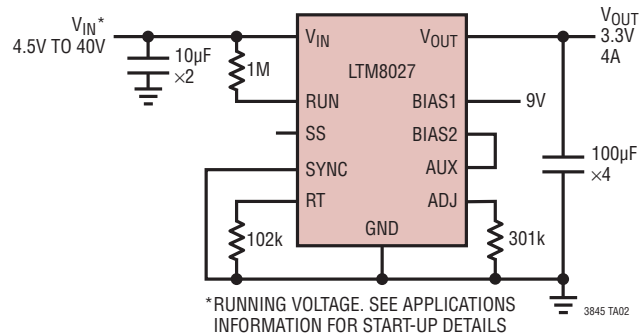 VIN*
4.5V TO 40V
10µF
×2
1M
VIN
RUN
SS
SYNC
RT
LTM8027
GND
VOUT
BIAS1
BIAS2
AUX
ADJ
9V
102k
301k
VOUT
3.3V
4A
100µF
×4
*RUNNING VOLTAGE. SEE APPLICATIONS
INFORMATION FOR START-UP DETAILS
3845 TA02